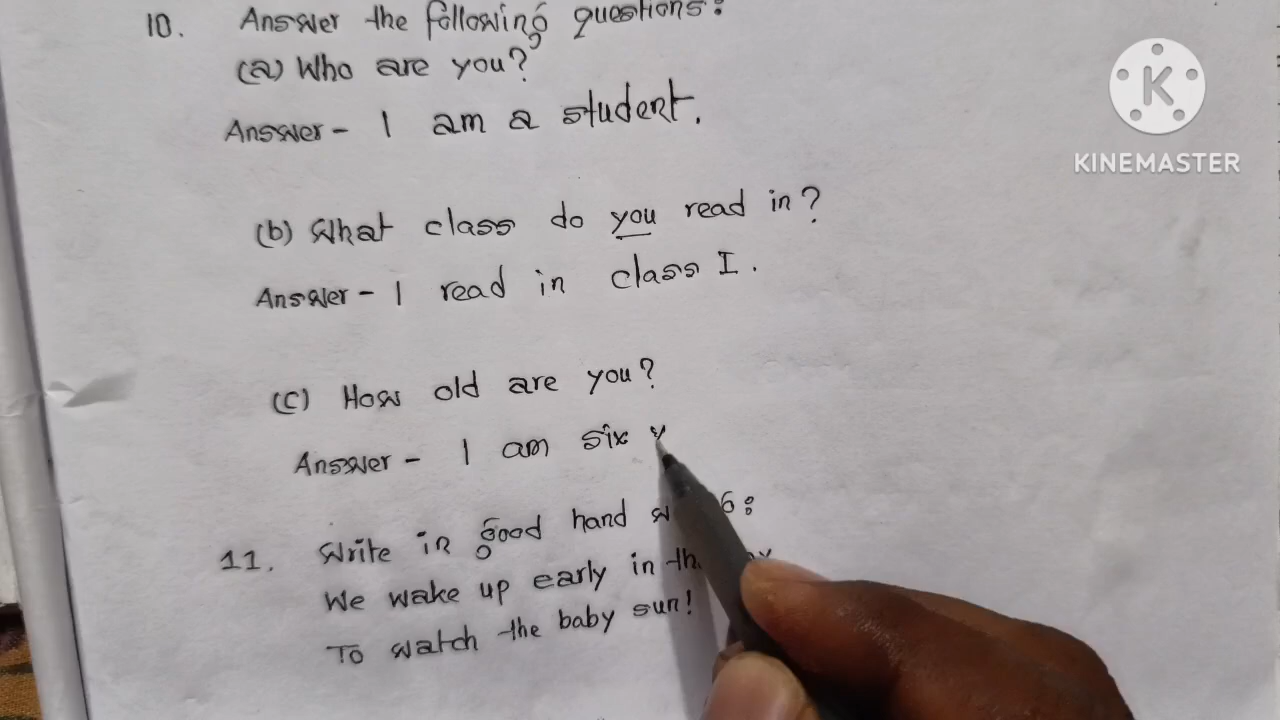 10. Answer the following questions:
(a) Who are you?
Answer - I am a student.
(b) What class do you read in?
Answer - I read in class I.
(c) How old are you?
Answer - I am six
11. Write in good hand
We wake up early in
To watch the baby sun!
KINEMASTER